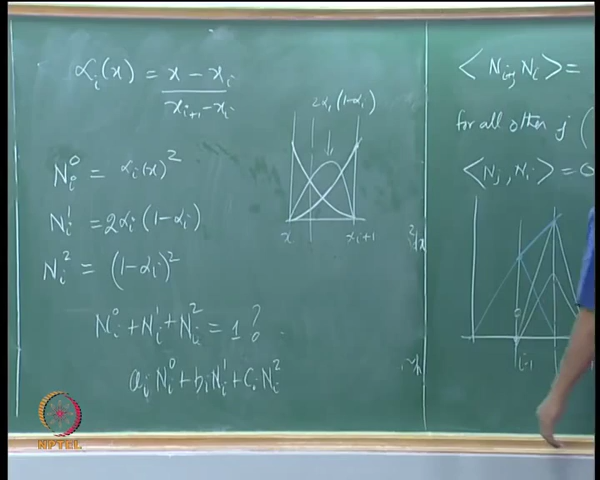 αᵢ(x) = x − xᵢ / xᵢ₊₁ − xᵢ
Nᵢ⁰ = αᵢ(x)²
Nᵢ¹ = 2αᵢ(1−αᵢ)
Nᵢ² = (1−αᵢ)²
Nᵢ⁰ + Nᵢ¹ + Nᵢ² = 1 ?
aᵢ Nᵢ⁰ + bᵢ Nᵢ¹ + Cᵢ Nᵢ²
2αᵢ(1−αᵢ)
x xᵢ₊₁
Nᵢ > =
for all other j (
< Nⱼ, Nᵢ > = 0
i-1
NPTEL